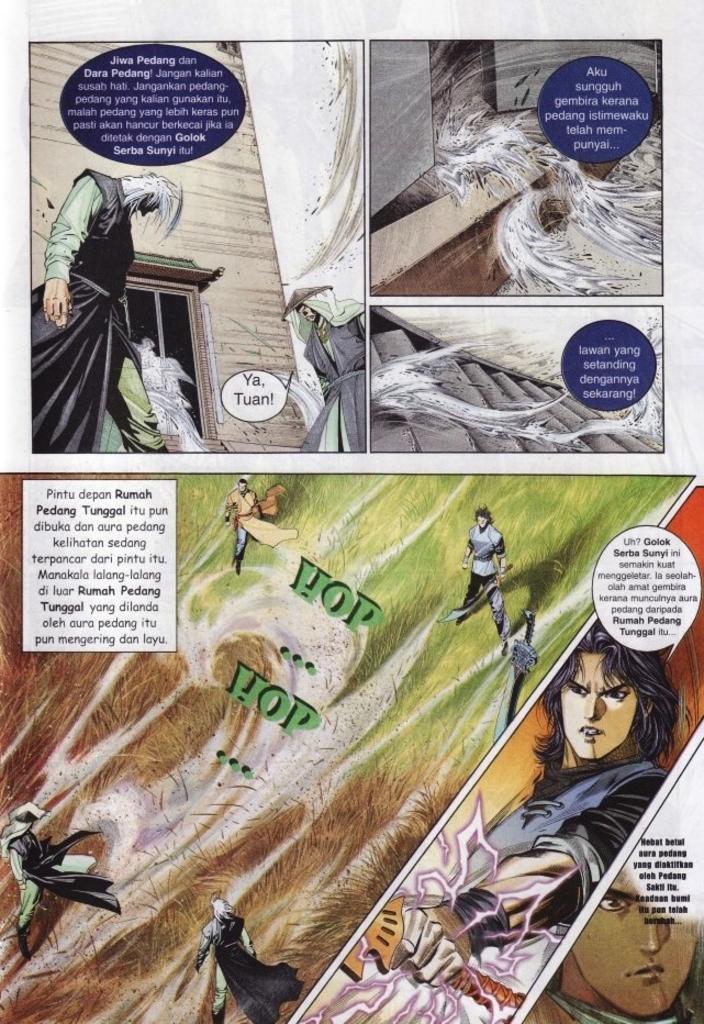 Jiwa Pedang dan
Dara Pedang! Jangan kalian
susah hati. Jangankan pedang-
pedang yang kalian gunakan itu,
malah pedang yang lebih keras pun
pasti akan hancur berkecai jika ia
ditetak dengan Golok
Serba Sunyi itu!
Ya,
Tuan!
Aku
sungguh
gembira kerana
pedang istimewaku
telah mem-
punyai...
...
lawan yang
setanding
dengannya
sekarang!
Pintu depan Rumah
Pedang Tunggal itu pun
dibuka dan aura pedang
kelihatan sedang
terpancar dari pintu itu.
Manakala lalang-lalang
di luar Rumah Pedang
Tunggal yang dilanda
oleh aura pedang itu
pun mengering dan layu.
HOP
...
HOP
...
Uh? Golok
Serba Sunyi ini
semakin kuat
menggeletar. Ia seolah-
olah amat gembira
kerana munculnya aura
pedang daripada
Rumah Pedang
Tunggal itu...
Hebat betul
aura pedang
yang diaktifkan
oleh Pedang
Sakti itu.
Keadaan bumi
itu pun telah
berubah...